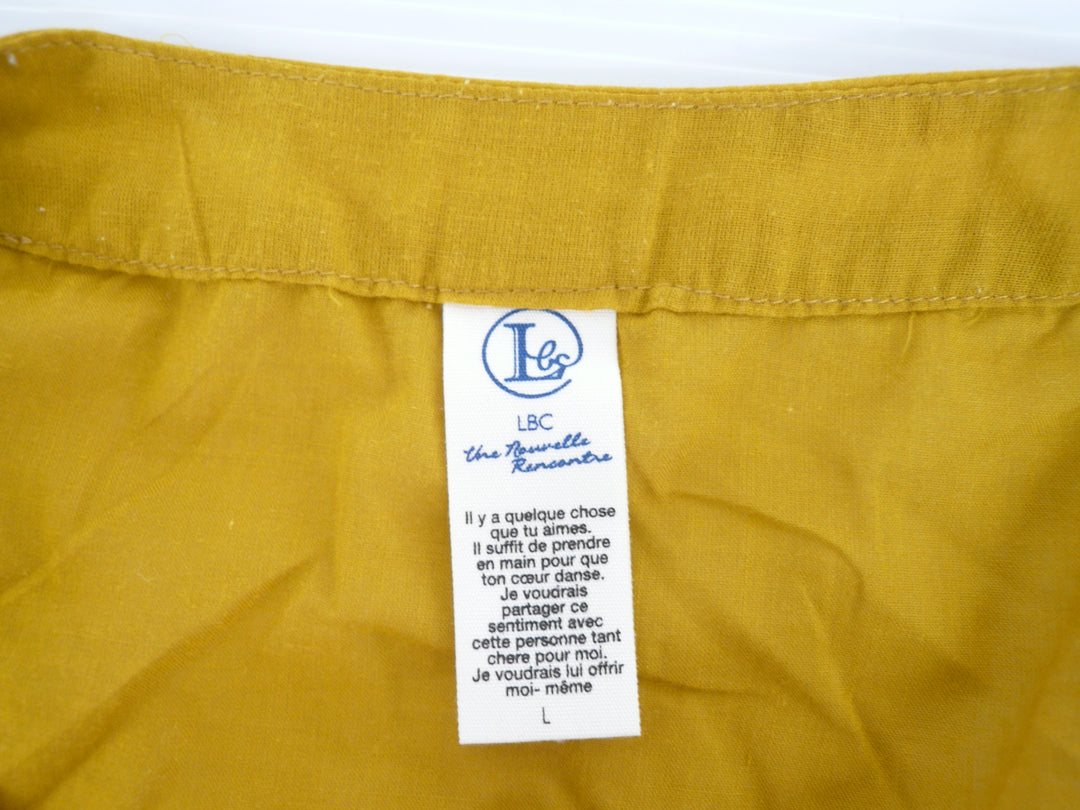 Lbc
LBC
Une Nouvelle
Rencontre
Il y a quelque chose
que tu aimes.
Il suffit de prendre
en main pour que
ton cœur danse.
Je voudrais
partager ce
sentiment avec
cette personne tant
chere pour moi.
Je voudrais lui offrir
moi- même
L